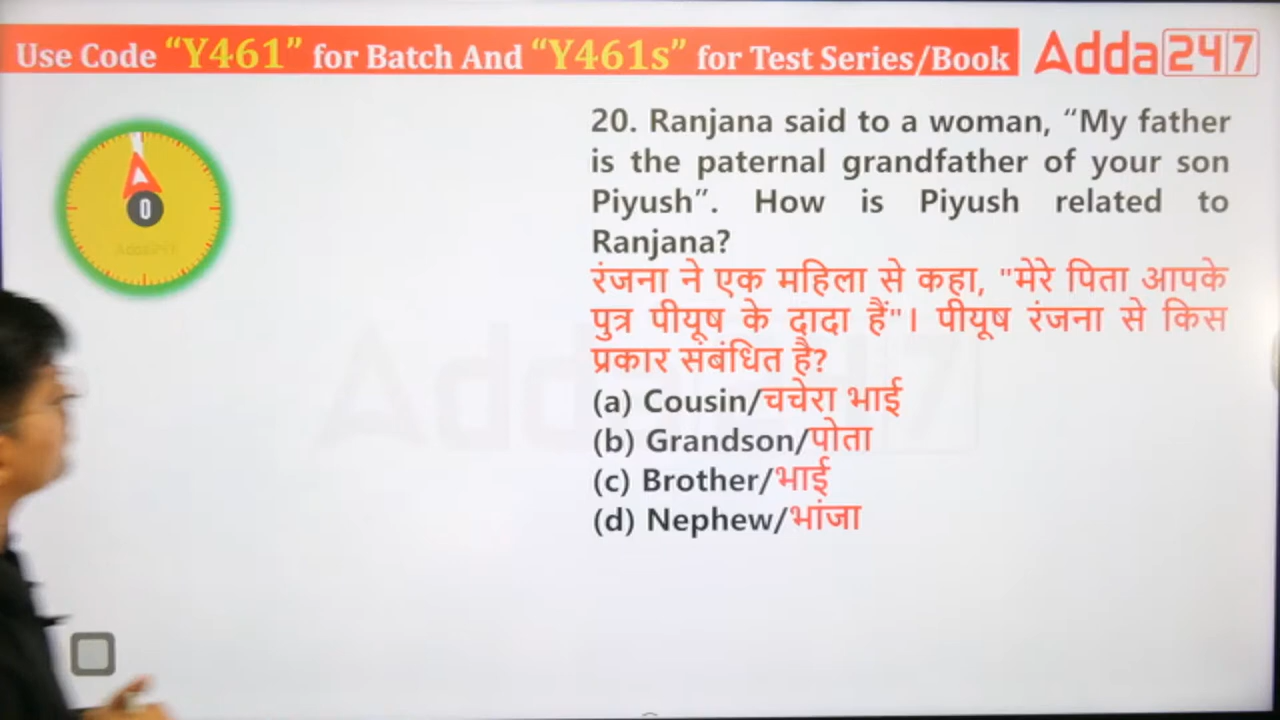 Use Code “Y461” for Batch And “Y461s” for Test Series/Book
Adda247
0
20. Ranjana said to a woman, “My father
is the paternal grandfather of your son
Piyush”. How is Piyush related to
Ranjana?
रंजना ने एक महिला से कहा, "मेरे पिता आपके
पुत्र पीयूष के दादा हैं"। पीयूष रंजना से किस
प्रकार संबंधित है?
(a) Cousin/चचेरा भाई
(b) Grandson/पोता
(c) Brother/भाई
(d) Nephew/भांजा
Adda247